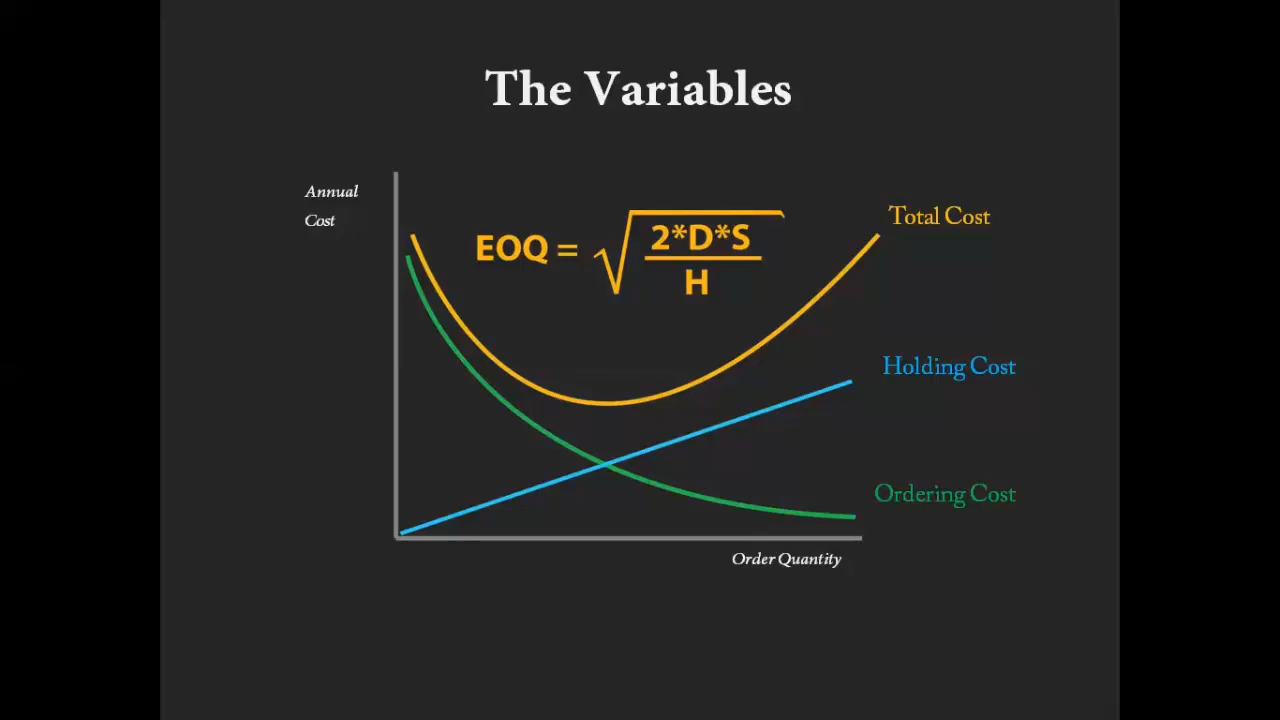 The Variables
Annual
Cost
EOQ = √ 2*D*S
H
Total Cost
Holding Cost
Ordering Cost
Order Quantity